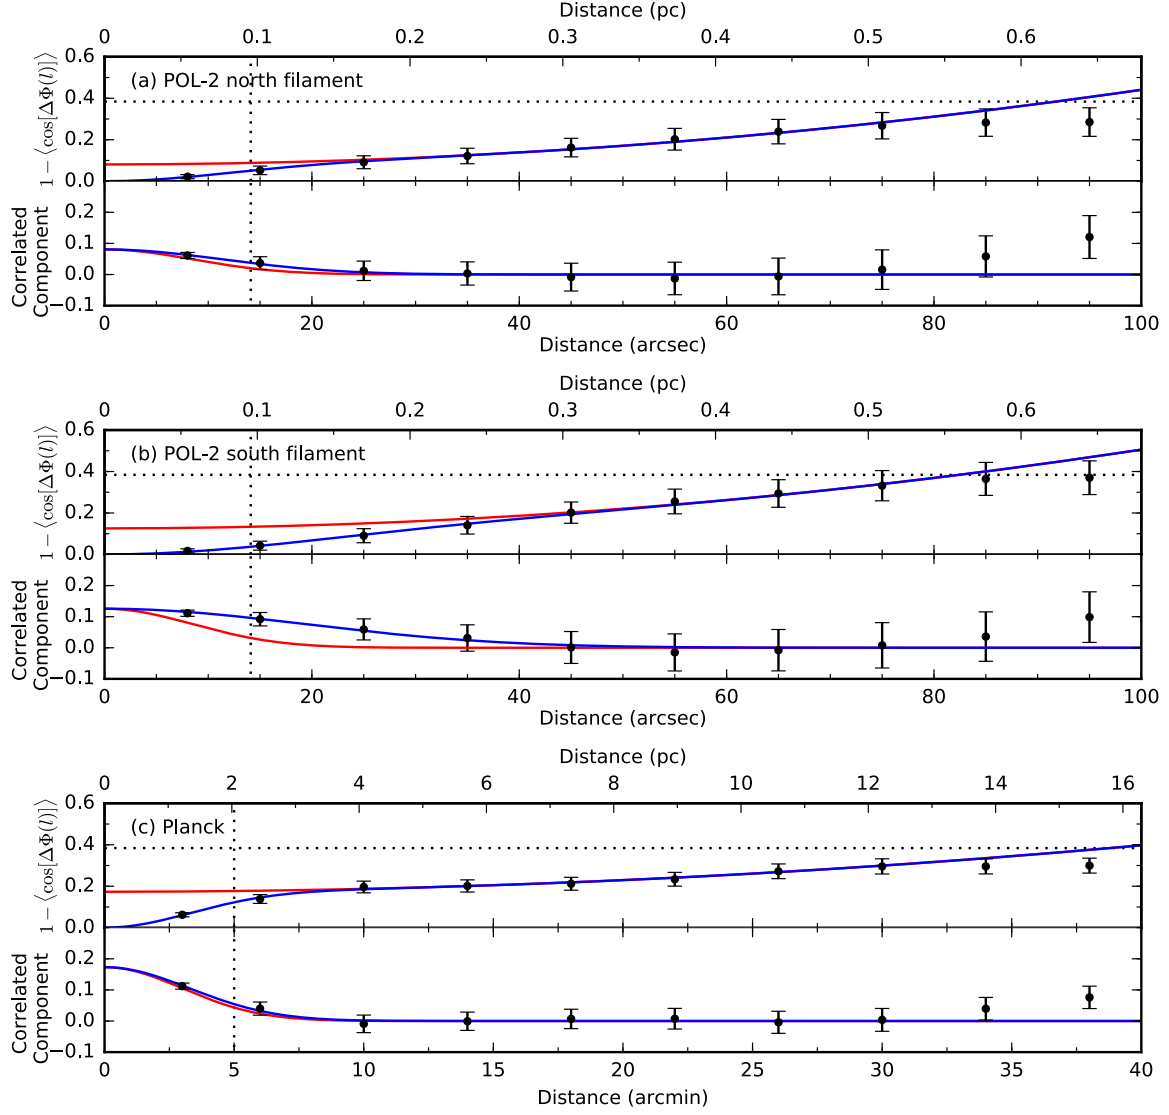 Distance (pc)
0 0.1 0.2 0.3 0.4 0.5 0.6
0.6
0.4
0.2
0.0
1 − ⟨cos[ΔΦ(l)]⟩
(a) POL-2 north filament
0.2
0.1
0.0
−0.1
Correlated
Component
0 20 40 60 80 100
Distance (arcsec)
Distance (pc)
0 0.1 0.2 0.3 0.4 0.5 0.6
0.6
0.4
0.2
0.0
1 − ⟨cos[ΔΦ(l)]⟩
(b) POL-2 south filament
0.2
0.1
0.0
−0.1
Correlated
Component
0 20 40 60 80 100
Distance (arcsec)
Distance (pc)
0 2 4 6 8 10 12 14 16
0.6
0.4
0.2
0.0
1 − ⟨cos[ΔΦ(l)]⟩
(c) Planck
0.2
0.1
0.0
−0.1
Correlated
Component
0 5 10 15 20 25 30 35 40
Distance (arcmin)